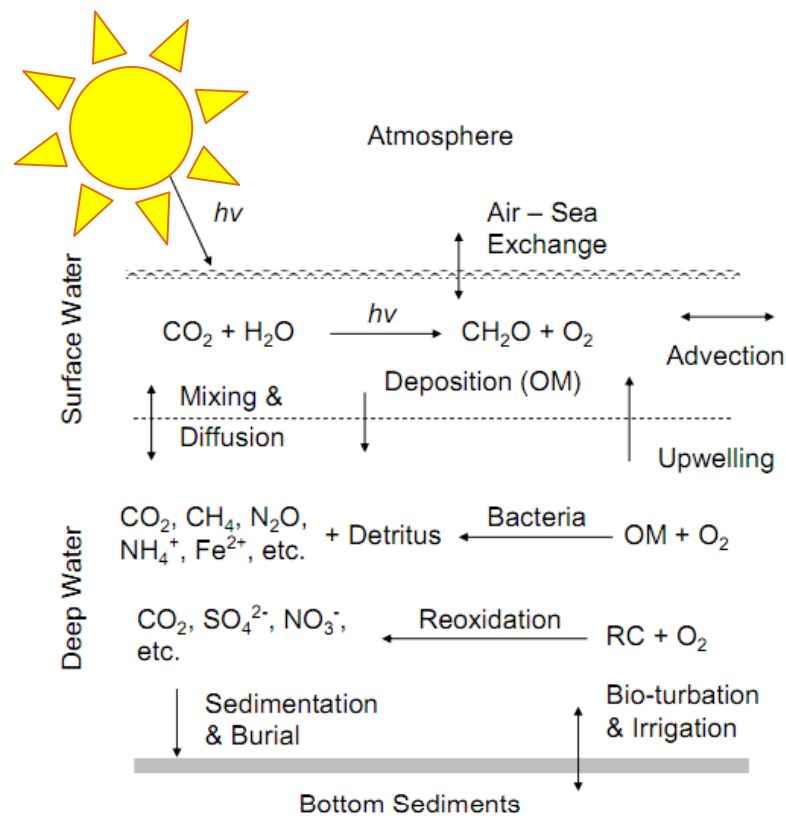 Atmosphere
hv
Air – Sea
Exchange
Surface Water
CO₂ + H₂O
hv
CH₂O + O₂
Advection
Mixing &
Diffusion
Deposition (OM)
Upwelling
Deep Water
CO₂, CH₄, N₂O,
NH₄⁺, Fe²⁺, etc.
+ Detritus
Bacteria
OM + O₂
CO₂, SO₄²⁻, NO₃⁻,
etc.
Reoxidation
RC + O₂
Sedimentation
& Burial
Bio-turbation
& Irrigation
Bottom Sediments